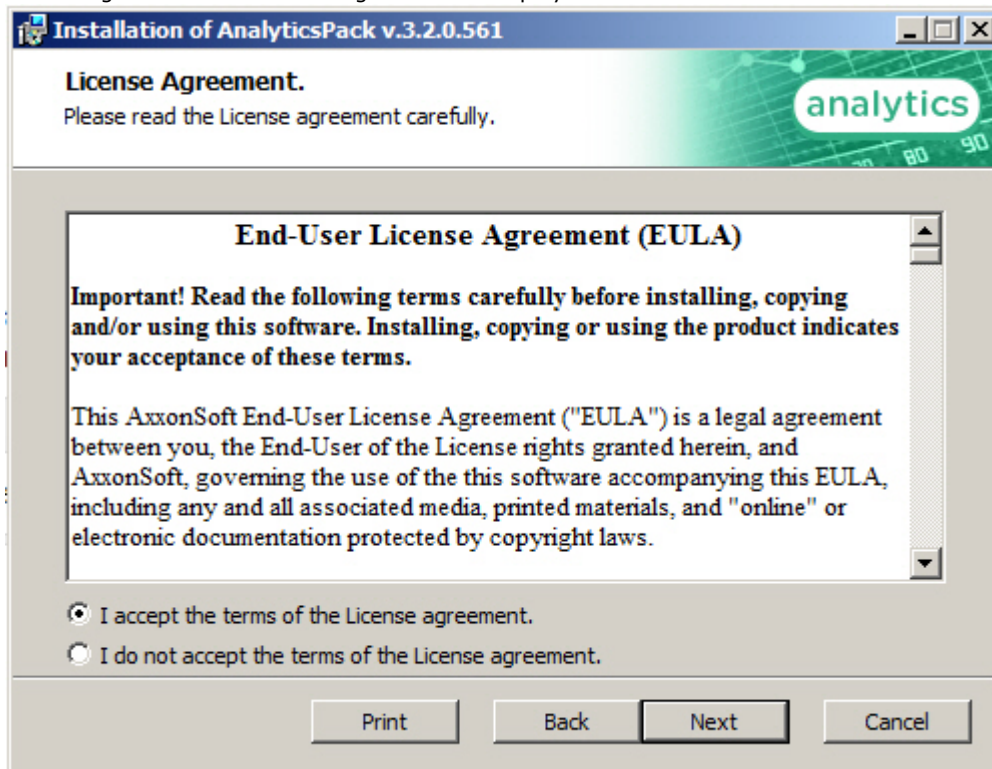 Installation of AnalyticsPack v.3.2.0.561
License Agreement.
Please read the License agreement carefully.
analytics
80 90
End-User License Agreement (EULA)
Important! Read the following terms carefully before installing, copying
and/or using this software. Installing, copying or using the product indicates
your acceptance of these terms.
This AxxonSoft End-User License Agreement ("EULA") is a legal agreement
between you, the End-User of the License rights granted herein, and
AxxonSoft, governing the use of the this software accompanying this EULA,
including any and all associated media, printed materials, and "online" or
electronic documentation protected by copyright laws.
I accept the terms of the License agreement.
I do not accept the terms of the License agreement.
Print Back Next Cancel